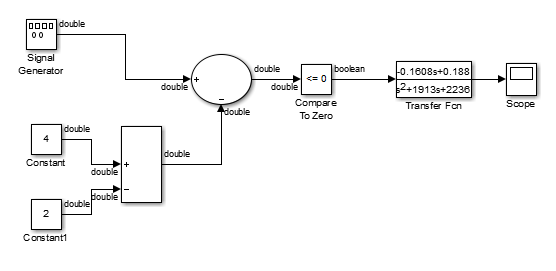 double
Signal
Generator
double
+
−
double
double
double
<= 0
boolean
Compare
To Zero
-0.1608s+0.188
s²+1913s+2236
Transfer Fcn
Scope
4
double
Constant
double
+
−
double
2
double
double
Constant1